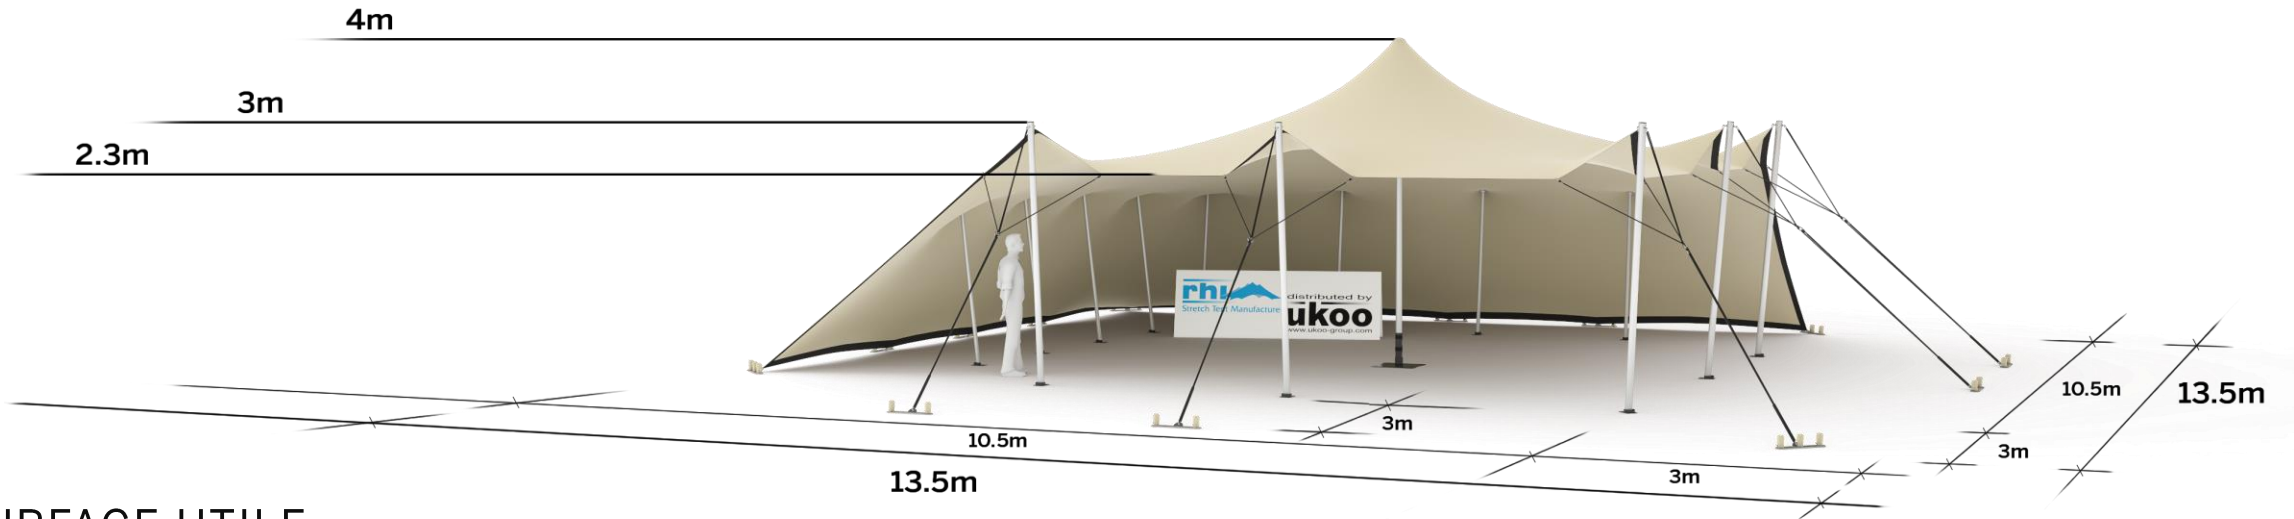 4m
3m
2.3m
rhi
Stretch Tent Manufacture
distributed by
ukoo
www.ukoo-group.com
10.5m
13.5m
3m
10.5m
13.5m
3m
3m
UTILE